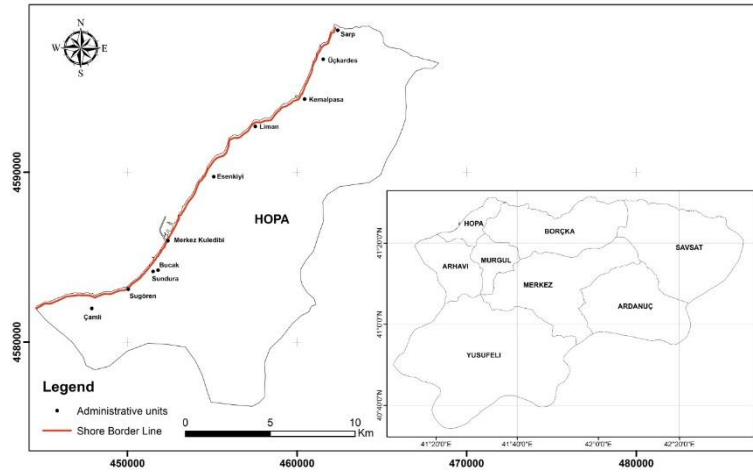 N
W E
S
Sarp
Üçkardes
Kemalpasa
Liman
4590000
Esenkiyi
HOPA
Merkez Kuledibi
Bucak
Sundura
Sugören
Çamli
4580000
Legend
Administrative units
Shore Border Line
0 5 10
Km
450000 460000 470000 480000
HOPA
BORÇKA
SAVSAT
ARHAVI
MURGUL
MERKEZ
ARDANUÇ
YUSUFELI
41°20'0"N
41°0'0"N
40°40'0"N
41°20'0"E 41°40'0"E 42°0'0"E 42°20'0"E